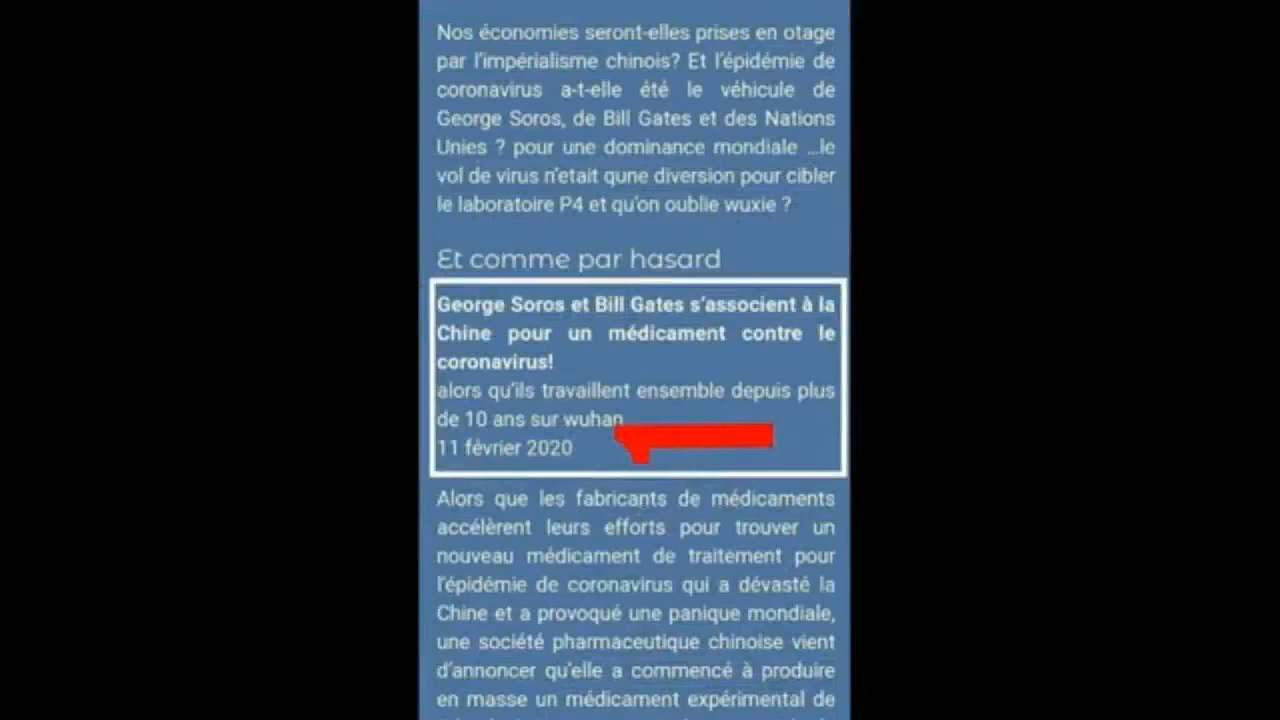 Nos économies seront-elles prises en otage
par l'impérialisme chinois? Et l'épidémie de
coronavirus a-t-elle été le véhicule de
George Soros, de Bill Gates et des Nations
Unies ? pour une dominance mondiale ...le
vol de virus n'etait qune diversion pour cibler
le laboratoire P4 et qu'on oublie wuxie ?
Et comme par hasard
George Soros et Bill Gates s'associent à la
Chine pour un médicament contre le
coronavirus!
alors qu'ils travaillent ensemble depuis plus
de 10 ans sur wuhan
11 février 2020
Alors que les fabricants de médicaments
accélèrent leurs efforts pour trouver un
nouveau médicament de traitement pour
l'épidémie de coronavirus qui a dévasté la
Chine et a provoqué une panique mondiale,
une société pharmaceutique chinoise vient
d'annoncer qu'elle a commencé à produire
en masse un médicament expérimental de